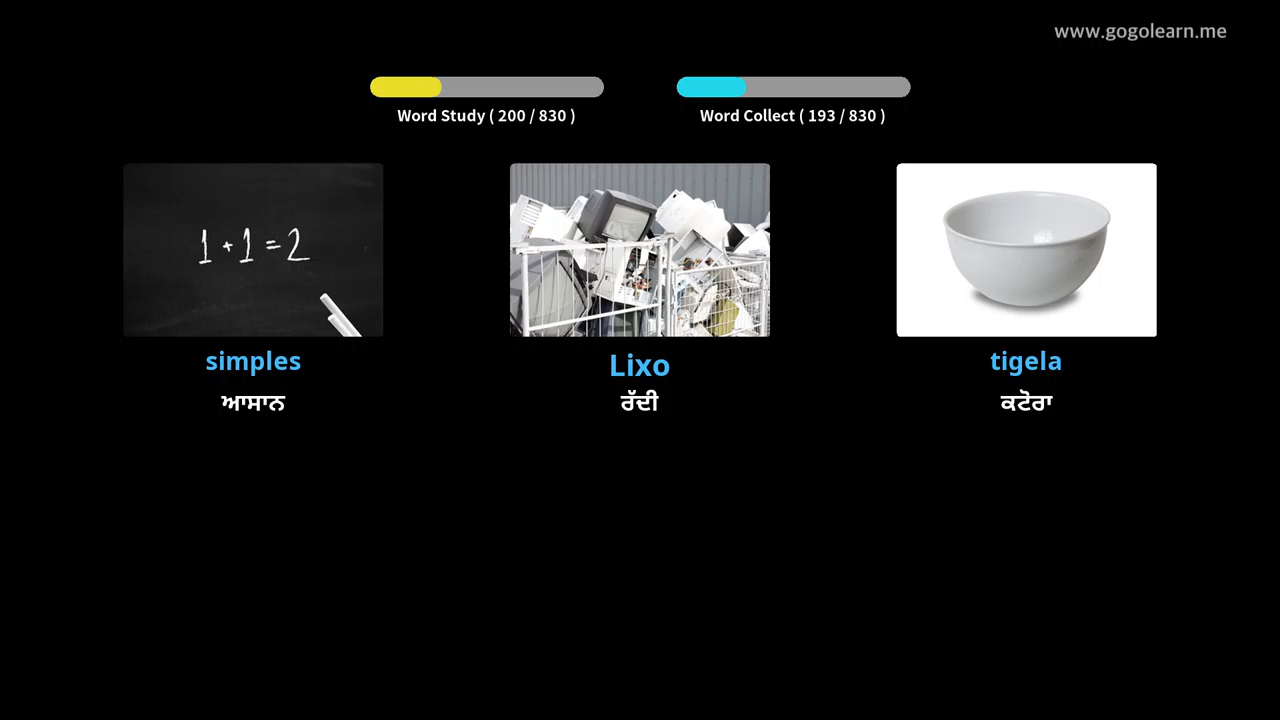 www.gogolearn.me
Word Study ( 200 / 830 )
Word Collect ( 193 / 830 )
1 + 1 = 2
simples
Lixo
tigela
ਆਸਾਨ
ਰੱਦੀ
ਕਟੋਰਾ